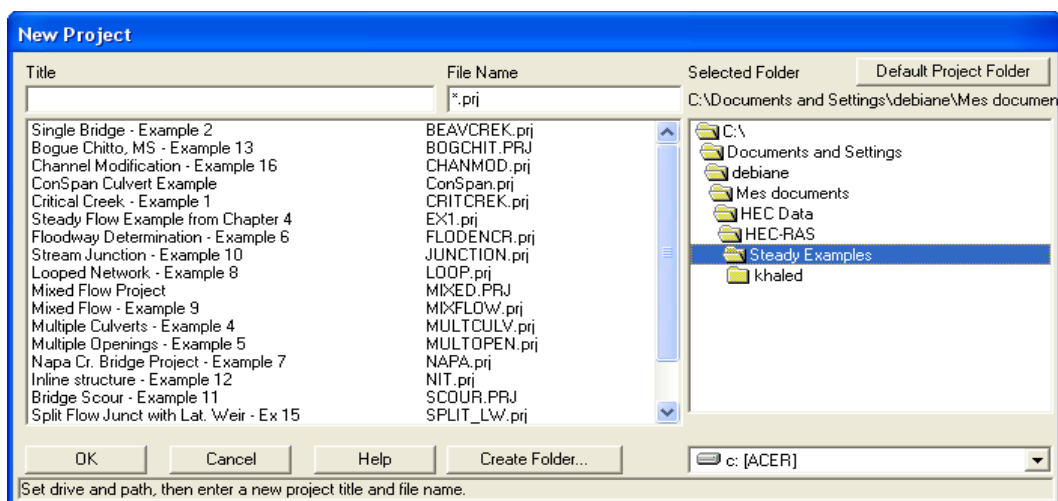 New Project
Title File Name Selected Folder Default Project Folder
*.prj C:\Documents and Settings\debiane\Mes documen
Single Bridge - Example 2 BEAVCREK.prj
Bogue Chitto, MS - Example 13 BOGCHIT.PRJ
Channel Modification - Example 16 CHANMOD.prj
ConSpan Culvert Example ConSpan.prj
Critical Creek - Example 1 CRITCREK.prj
Steady Flow Example from Chapter 4 EX1.prj
Floodway Determination - Example 6 FLODENCR.prj
Stream Junction - Example 10 JUNCTION.prj
Looped Network - Example 8 LOOP.prj
Mixed Flow Project MIXED.PRJ
Mixed Flow - Example 9 MIXFLOW.prj
Multiple Culverts - Example 4 MULTCULV.prj
Multiple Openings - Example 5 MULTOPEN.prj
Napa Cr. Bridge Project - Example 7 NAPA.prj
Inline structure - Example 12 NIT.prj
Bridge Scour - Example 11 SCOUR.PRJ
Split Flow Junct with Lat. Weir - Ex 15 SPLIT_LW.prj
C:\
Documents and Settings
debiane
Mes documents
HEC Data
HEC-RAS
Steady Examples
khaled
OK Cancel Help Create Folder... c: [ACER]
Set drive and path, then enter a new project title and file name.